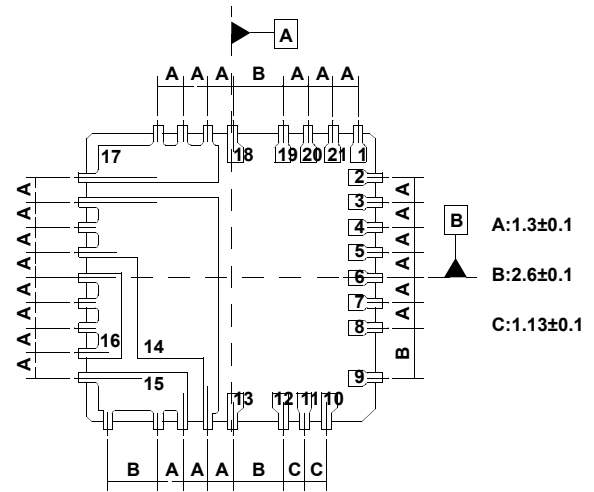 A
A A A B A A A
17 18 19 20 21 1
2
A A
3
A A
4 B A:1.3±0.1
A A
5
A A
6 B:2.6±0.1
A A
7
A A
8 C:1.13±0.1
A 16 14
A B
15 9
13 12 11 10
B A A A B C C